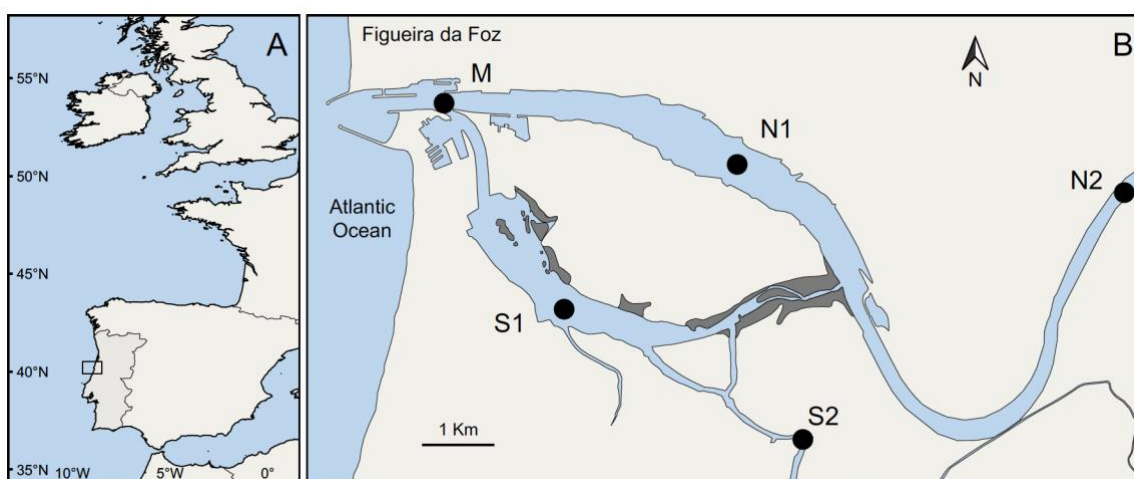 A
55°N
50°N
45°N
40°N
35°N
10°W
5°W
0°
Figueira da Foz
B
M
N
N1
N2
Atlantic
Ocean
S1
S2
1 Km